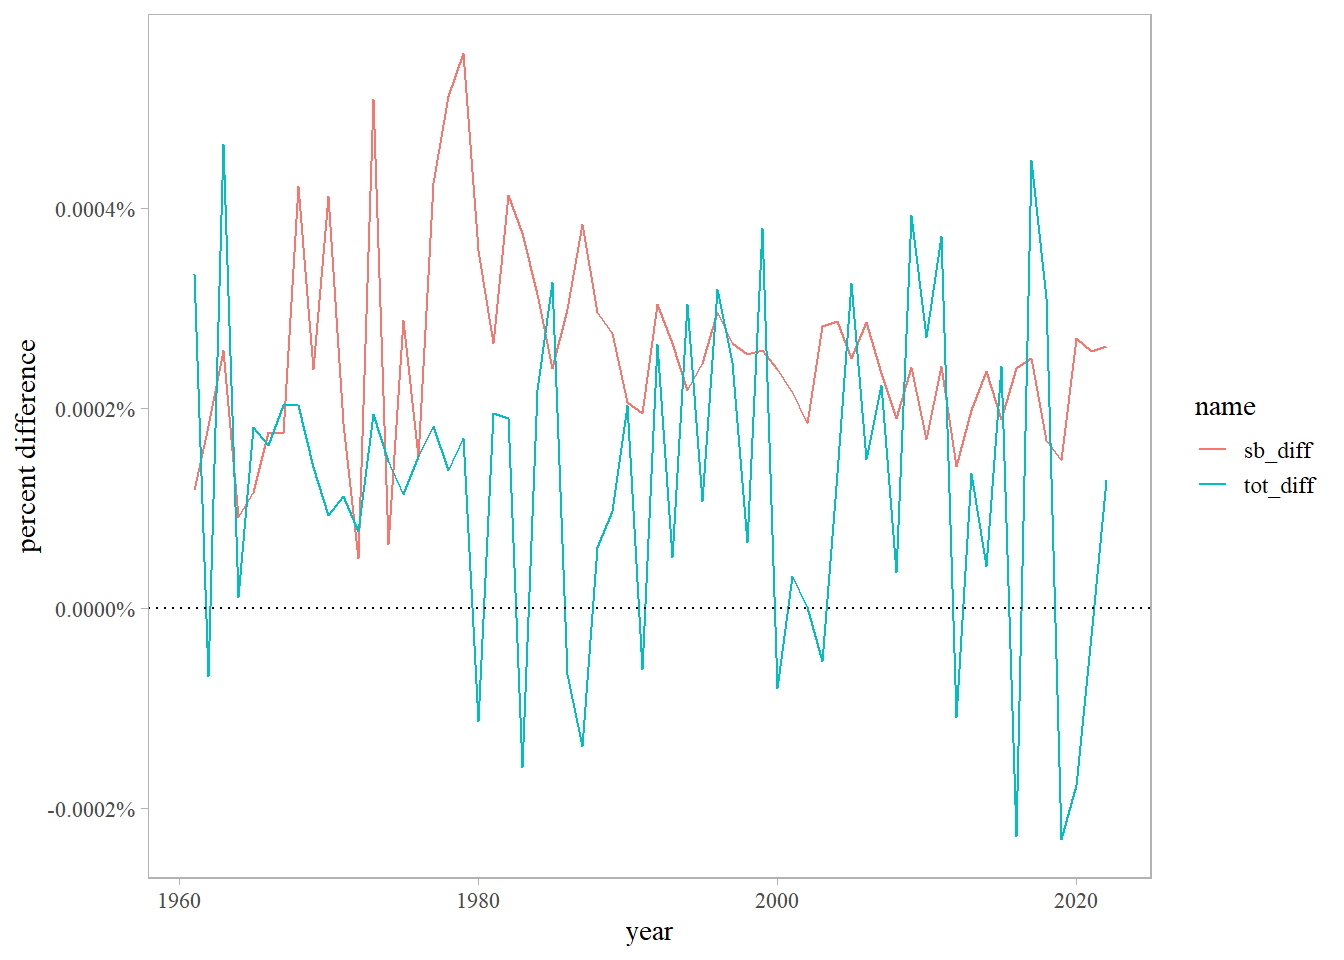 percent difference
0.0004%
0.0002%
0.0000%
-0.0002%
1960
1980
2000
2020
year
name
sb_diff
tot_diff